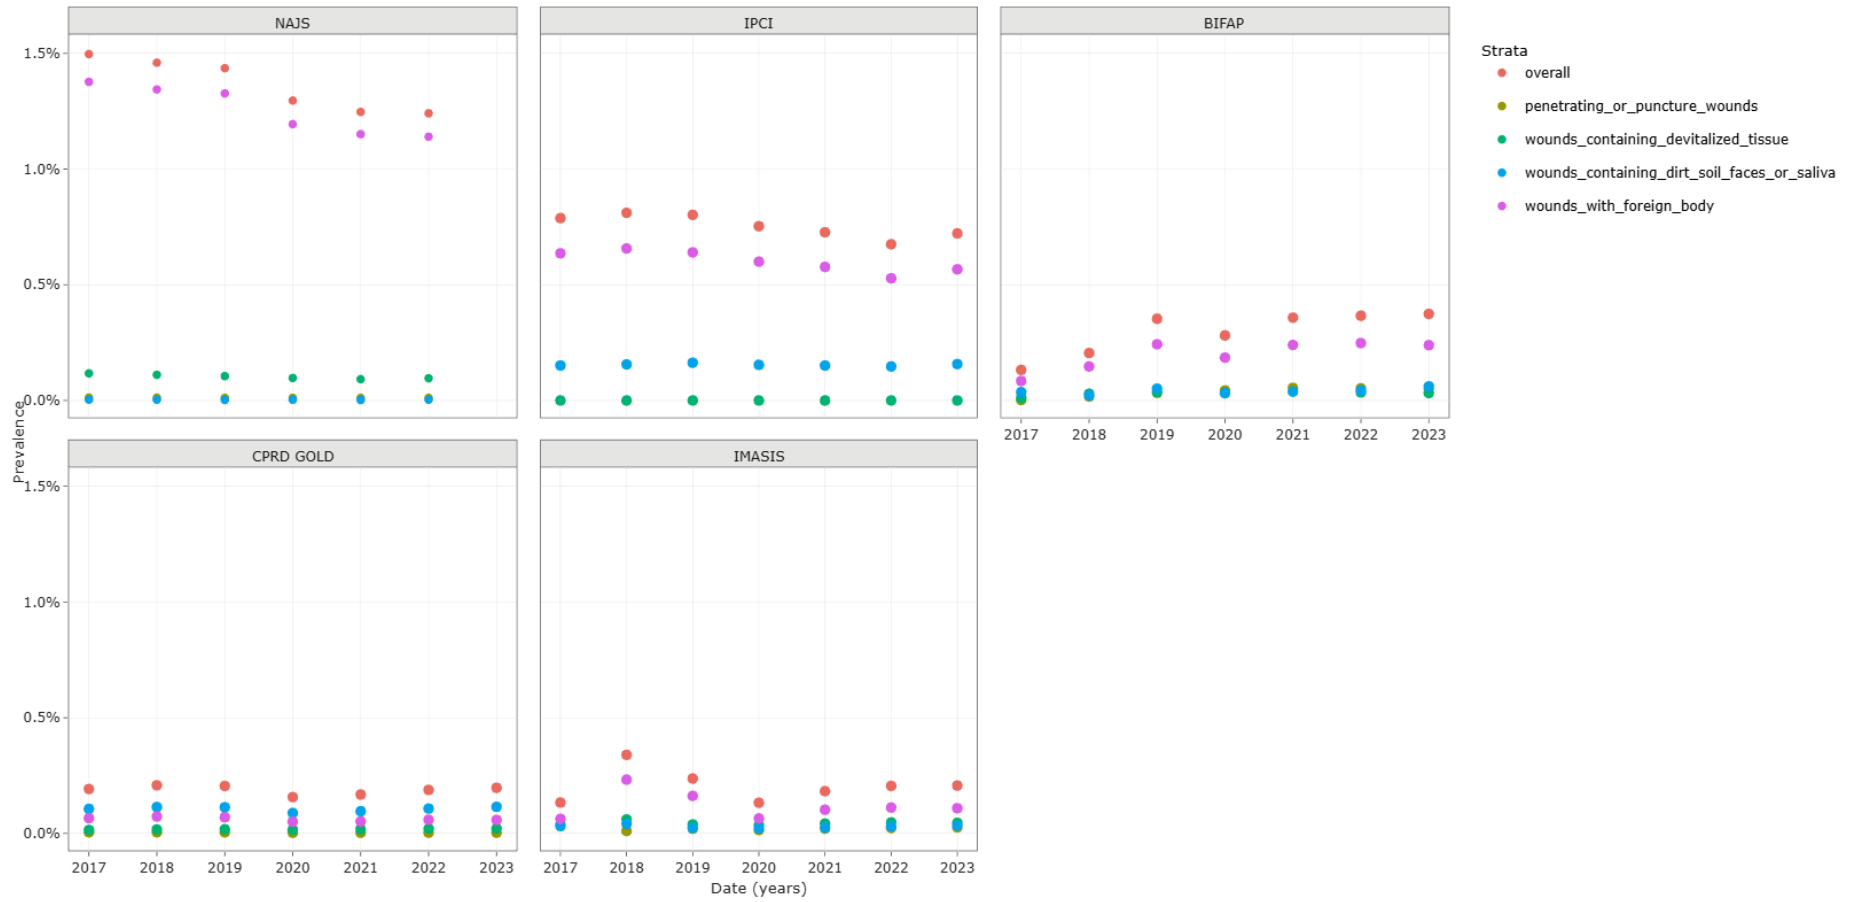 NAJS
IPCI
BIFAP
Strata
overall
penetrating_or_puncture_wounds
wounds_containing_devitalized_tissue
wounds_containing_dirt_soil_faces_or_saliva
wounds_with_foreign_body
1.5%
1.0%
0.5%
0.0%
2017 2018 2019 2020 2021 2022 2023
Prevalence
CPRD GOLD
IMASIS
1.5%
1.0%
0.5%
0.0%
2017 2018 2019 2020 2021 2022 2023
2017 2018 2019 2020 2021 2022 2023
Date (years)